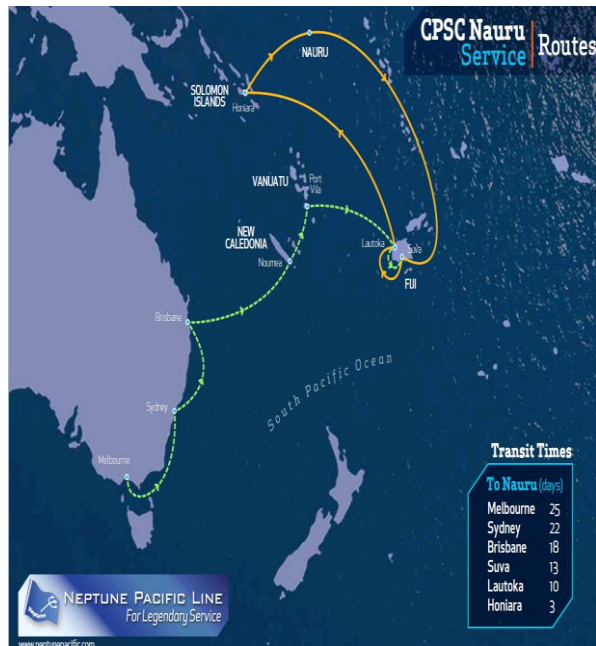 CPSC Nauru
Service
Routes
NAURU
SOLOMON
ISLANDS
Honiara
VANUATU
Port
Vila
NEW
CALEDONIA
Noumea
Lautoka
Suva
FIJI
Brisbane
Sydney
Melbourne
South Pacific Ocean
Transit Times
To Nauru (days)
Melbourne 25
Sydney 22
Brisbane 18
Suva 13
Lautoka 10
Honiara 3
Neptune
NEPTUNE PACIFIC LINE
For Legendary Service
www.neptunepacific.com